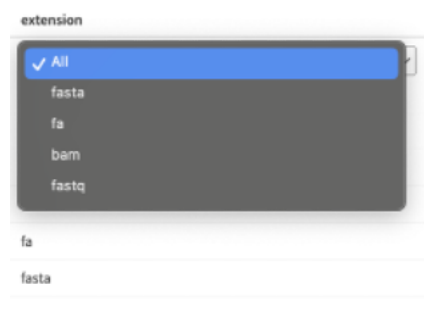 extension
✓ All
fasta
fa
bam
fastq
fa
fasta